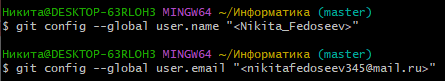 Никита@DESKTOP-63RLOH3 MINGW64 ~/Информатика (master)
$ git config --global user.name "<Nikita_Fedoseev>"
Никита@DESKTOP-63RLOH3 MINGW64 ~/Информатика (master)
$ git config --global user.email "<nikitafedoseev345@mail.ru>"